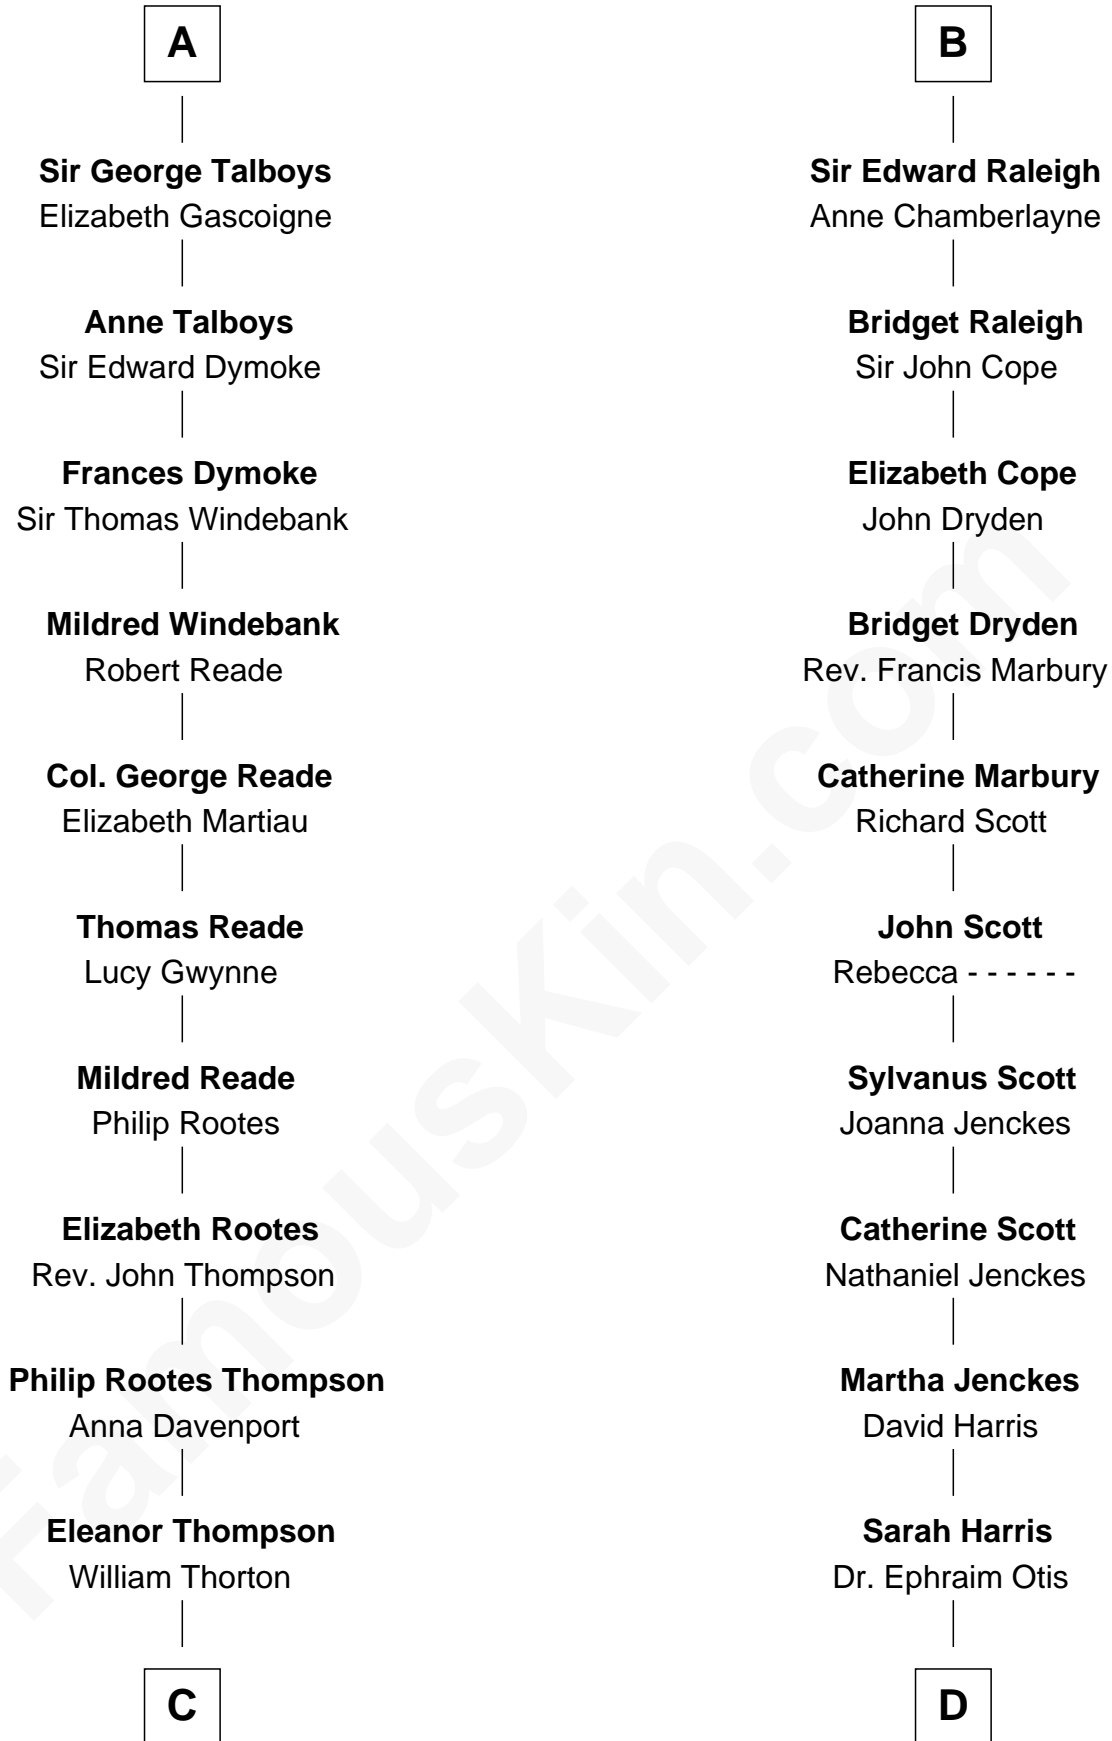 A
Sir George Talboys
Elizabeth Gascoigne
Anne Talboys
Sir Edward Dymoke
Frances Dymoke
Sir Thomas Windebank
Mildred Windebank
Robert Reade
Col. George Reade
Elizabeth Martiau
Thomas Reade
Lucy Gwynne
Mildred Reade
Philip Rootes
Elizabeth Rootes
Rev. John Thompson
Philip Rootes Thompson
Anna Davenport
Eleanor Thompson
William Thorton
C
B
Sir Edward Raleigh
Anne Chamberlayne
Bridget Raleigh
Sir John Cope
Elizabeth Cope
John Dryden
Bridget Dryden
Rev. Francis Marbury
Catherine Marbury
Richard Scott
John Scott
Rebecca - - - - - -
Sylvanus Scott
Joanna Jenckes
Catherine Scott
Nathaniel Jenckes
Martha Jenckes
David Harris
Sarah Harris
Dr. Ephraim Otis
D
FamousKin.com